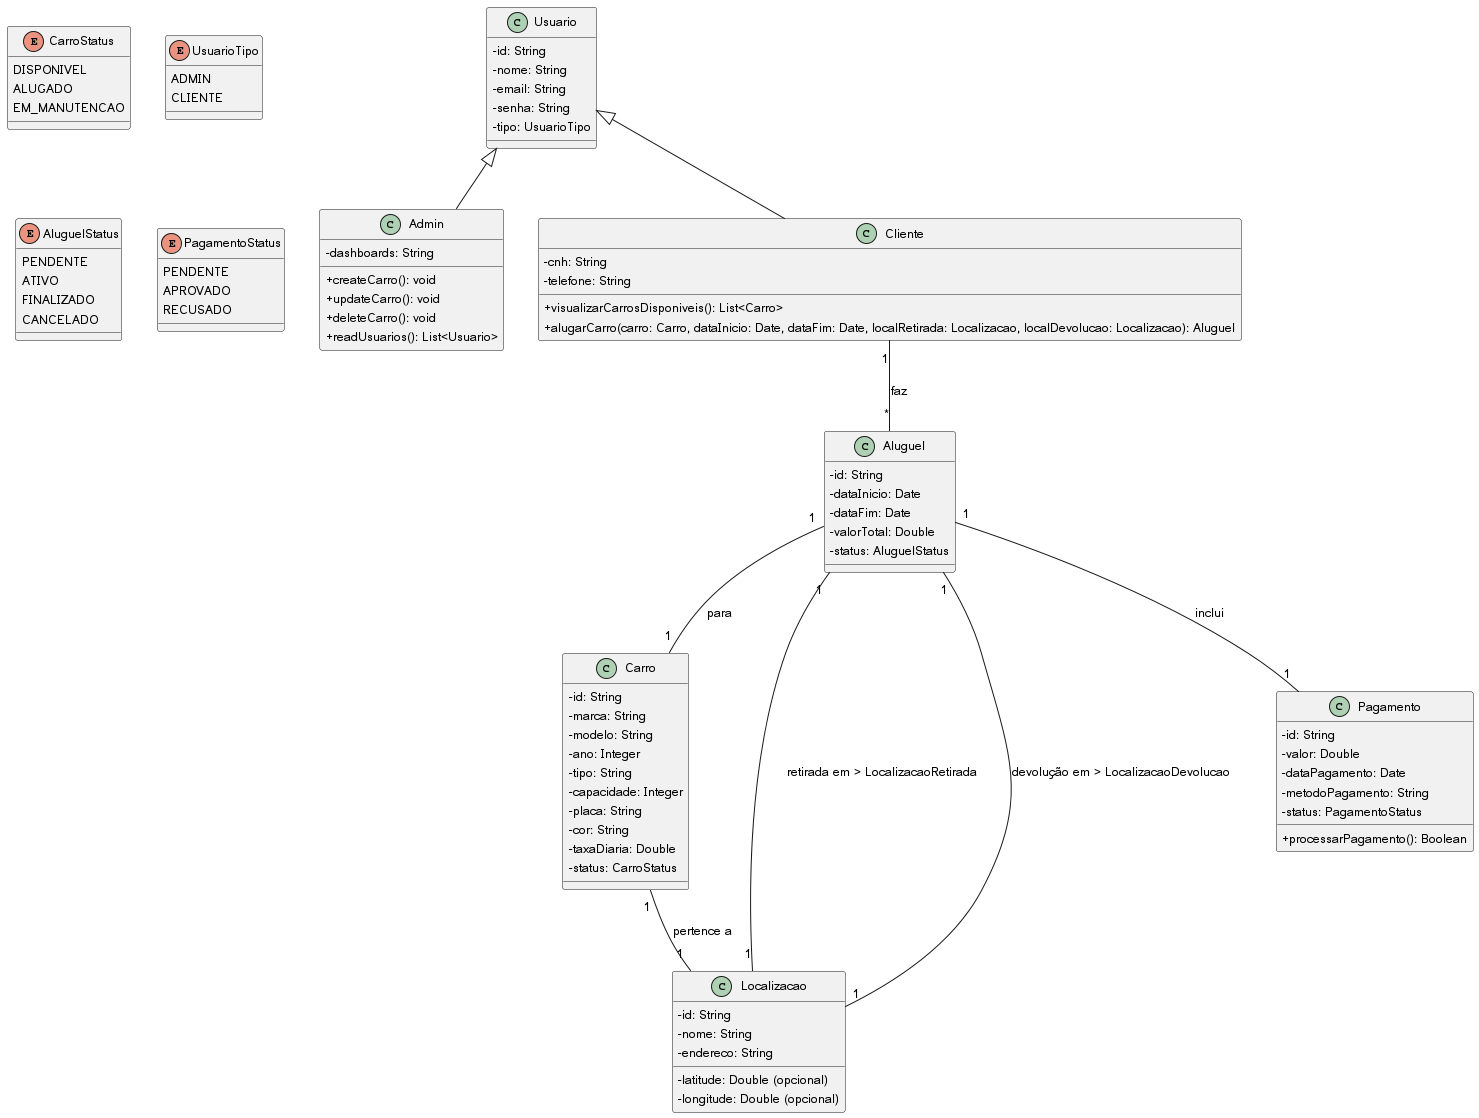 E CarroStatus
DISPONIVEL
ALUGADO
EM_MANUTENCAO
E UsuarioTipo
ADMIN
CLIENTE
C Usuario
-id: String
-nome: String
-email: String
-senha: String
-tipo: UsuarioTipo
E AluguelStatus
PENDENTE
ATIVO
FINALIZADO
CANCELADO
E PagamentoStatus
PENDENTE
APROVADO
RECUSADO
C Admin
-dashboards: String
+createCarro(): void
+updateCarro(): void
+deleteCarro(): void
+readUsuarios(): List<Usuario>
C Cliente
-cnh: String
-telefone: String
+visualizarCarrosDisponiveis(): List<Carro>
+alugarCarro(carro: Carro, dataInicio: Date, dataFim: Date, localRetirada: Localizacao, localDevolucao: Localizacao): Aluguel
1
faz
*
C Aluguel
-id: String
-dataInicio: Date
-dataFim: Date
-valorTotal: Double
-status: AluguelStatus
1
1
1
1
para
inclui
1
1
C Carro
-id: String
-marca: String
-modelo: String
-ano: Integer
-tipo: String
-capacidade: Integer
-placa: String
-cor: String
-taxaDiaria: Double
-status: CarroStatus
retirada em > LocalizacaoRetirada
devolução em > LocalizacaoDevolucao
C Pagamento
-id: String
-valor: Double
-dataPagamento: Date
-metodoPagamento: String
-status: PagamentoStatus
+processarPagamento(): Boolean
1
pertence a
1
1
1
C Localizacao
-id: String
-nome: String
-endereco: String
-latitude: Double (opcional)
-longitude: Double (opcional)